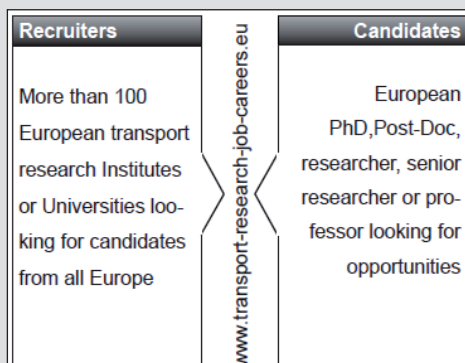 Recruiters
More than 100
European transport
research Institutes
or Universities loo-
king for candidates
from all Europe
www.transport-research-job-careers.eu
Candidates
European
PhD,Post-Doc,
researcher, senior
researcher or pro-
fessor looking for
opportunities